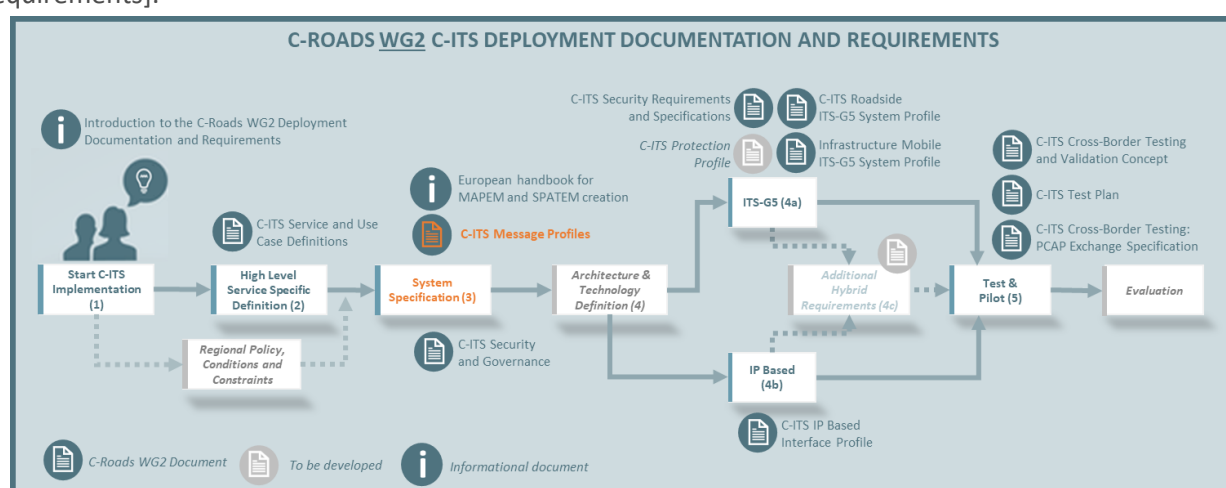 equirements].
C-ROADS WG2 C-ITS DEPLOYMENT DOCUMENTATION AND REQUIREMENTS
Introduction to the C-Roads WG2 Deployment
Documentation and Requirements
C-ITS Service and Use
Case Definitions
European handbook for
MAPEM and SPATEM creation
C-ITS Message Profiles
C-ITS Security Requirements
and Specifications
C-ITS Protection
Profile
C-ITS Roadside
ITS-G5 System Profile
Infrastructure Mobile
ITS-G5 System Profile
C-ITS Cross-Border Testing
and Validation Concept
C-ITS Test Plan
C-ITS Cross-Border Testing:
PCAP Exchange Specification
Start C-ITS
Implementation
(1)
High Level
Service Specific
Definition (2)
System
Specification (3)
Architecture &
Technology
Definition (4)
ITS-G5 (4a)
Additional
Hybrid
Requirements (4c)
Test &
Pilot (5)
Evaluation
Regional Policy,
Conditions and
Constraints
C-ITS Security
and Governance
IP Based
(4b)
C-ITS IP Based
Interface Profile
C-Roads WG2 Document
To be developed
Informational document